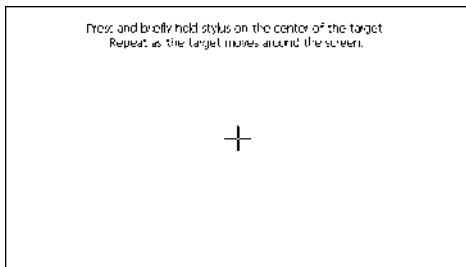 Press and briefly hold stylus on the center of the target.
Repeat as the target moves around the screen.